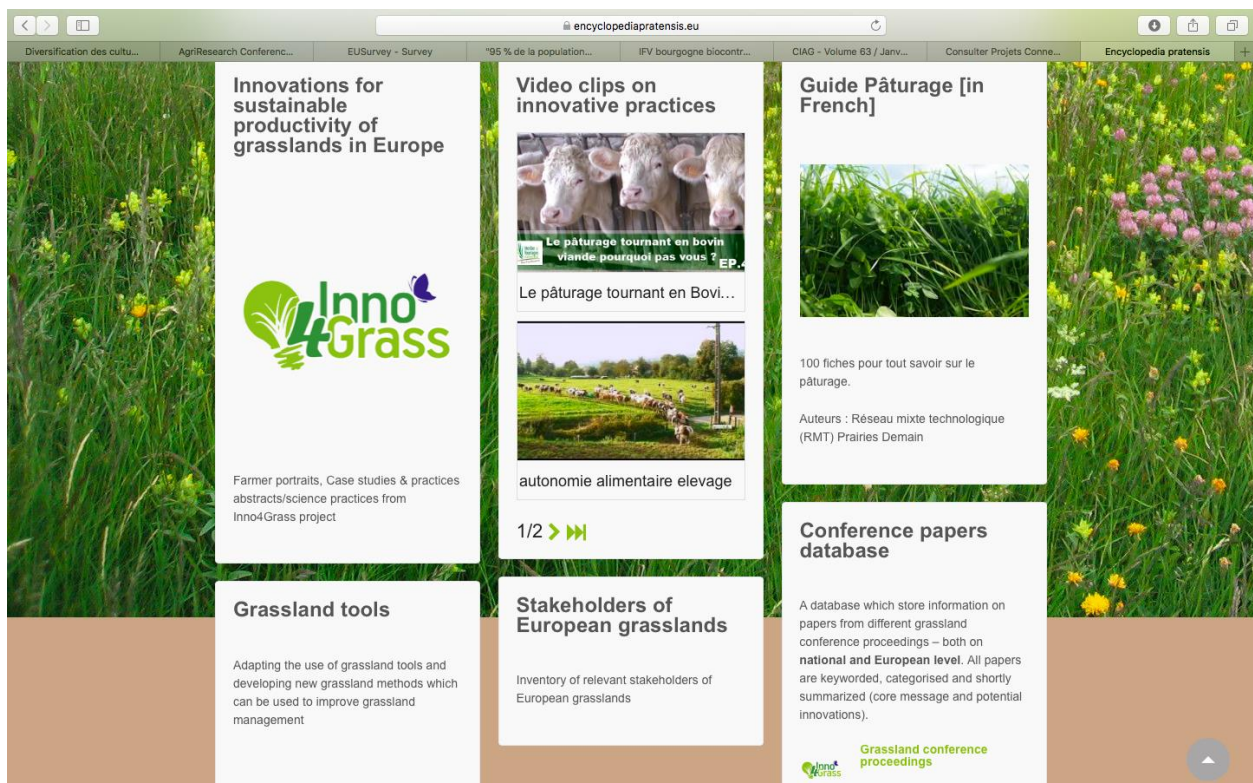 encyclopediapratensis.eu
Diversification des cultu...
AgriResearch Conferenc...
EUSurvey - Survey
"95 % de la population...
IFV bourgogne biocontr...
CIAG - Volume 63 / Janv...
Consulter Projets Conne...
Encyclopedia pratensis
Innovations for
sustainable
productivity of
grasslands in Europe
Inno
4Grass
Farmer portraits, Case studies & practices
abstracts/science practices from
Inno4Grass project
Grassland tools
Adapting the use of grassland tools and
developing new grassland methods which
can be used to improve grassland
management
Video clips on
innovative practices
Le pâturage tournant en bovin
viande pourquoi pas vous ?
EP.4
Le pâturage tournant en Bovi...
autonomie alimentaire elevage
1/2
Stakeholders of
European grasslands
Inventory of relevant stakeholders of
European grasslands
Guide Pâturage [in
French]
100 fiches pour tout savoir sur le
pâturage.
Auteurs : Réseau mixte technologique
(RMT) Prairies Demain
Conference papers
database
A database which store information on
papers from different grassland
conference proceedings – both on
national and European level. All papers
are keyworded, categorised and shortly
summarized (core message and potential
innovations).
Inno
4Grass
Grassland conference
proceedings